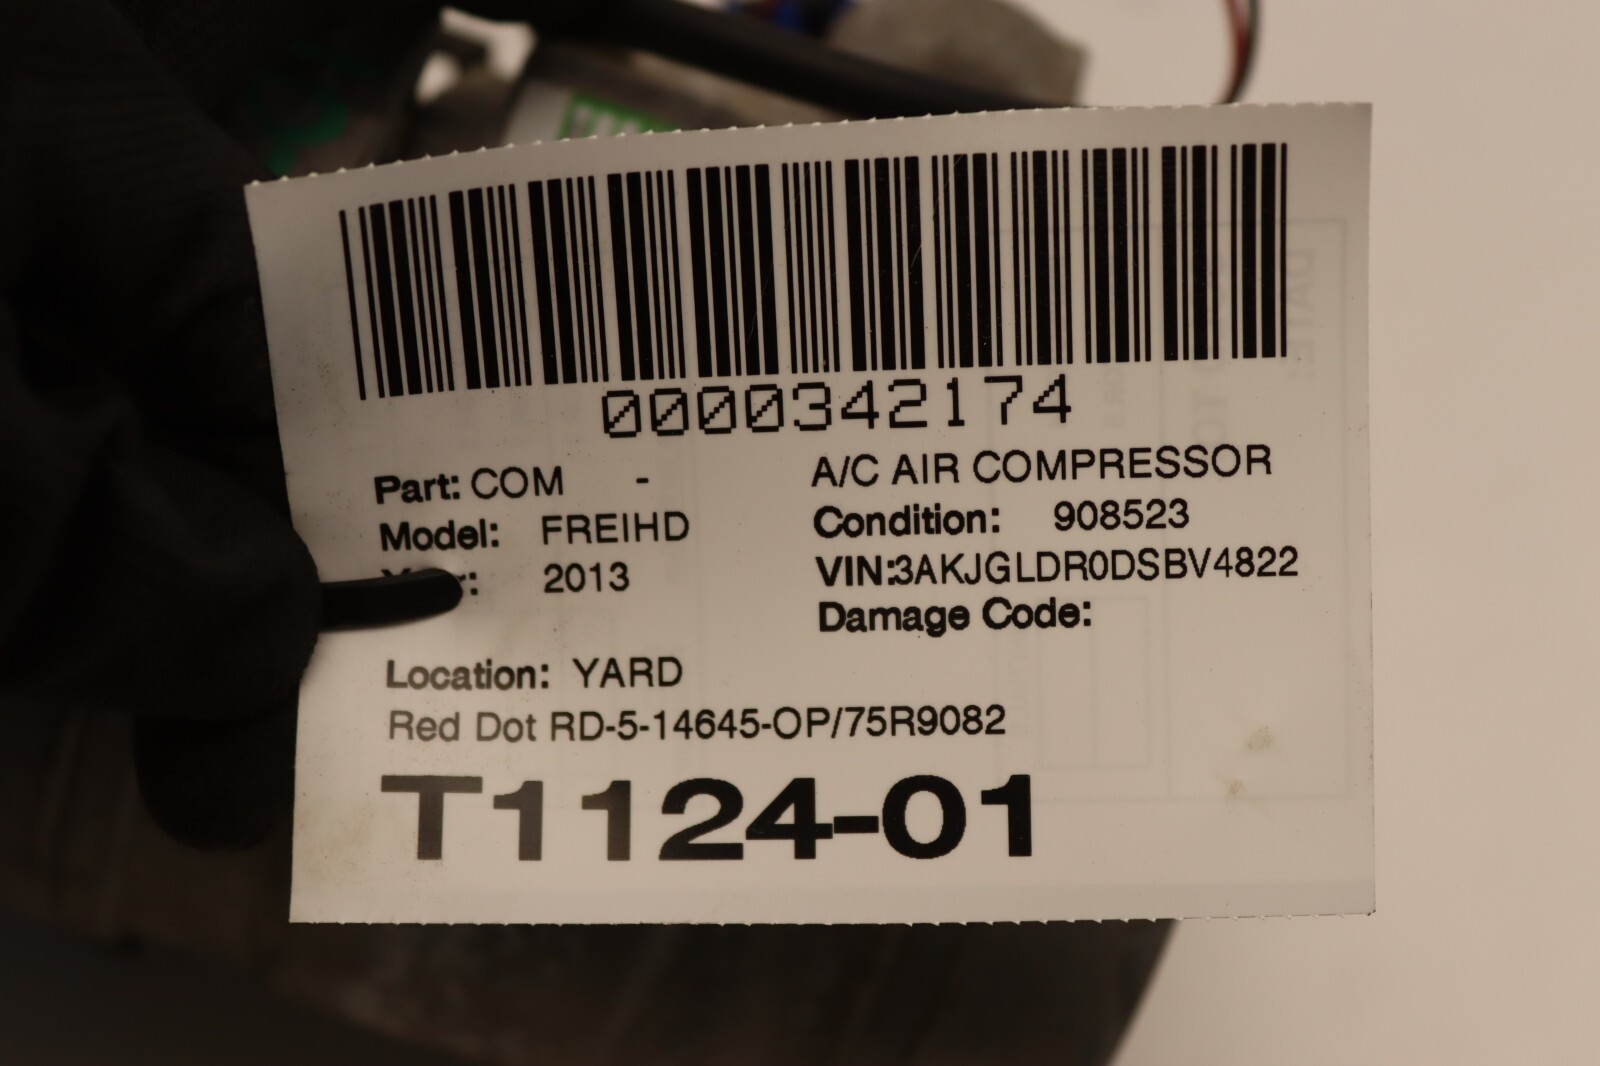 0000342174
Part: COM - A/C AIR COMPRESSOR
Model: FREIHD Condition: 908523
2013 VIN:3AKJGLDR0DSBV4822
Damage Code:
Location: YARD
Red Dot RD-5-14645-OP/75R9082
T1124-01